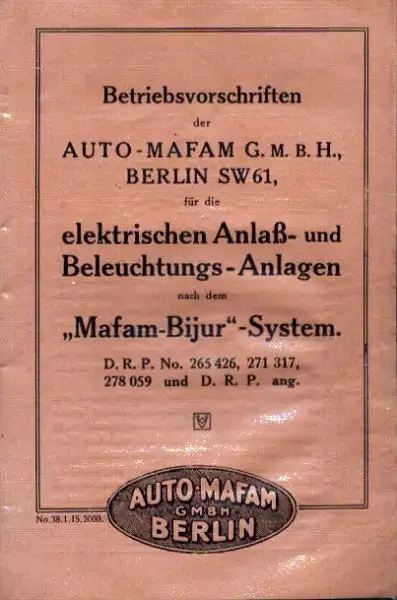 Betriebsvorschriften
der
AUTO-MAFAM G. M. B. H.,
BERLIN SW61,
für die
elektrischen Anlaß- und
Beleuchtungs-Anlagen
nach dem
„Mafam-Bijur“-System.
D. R. P. No. 265 426, 271 317,
278 059 und D. R. P. ang.
No. 38.1.15.2000.
AUTO-MAFAM
GMBH
BERLIN